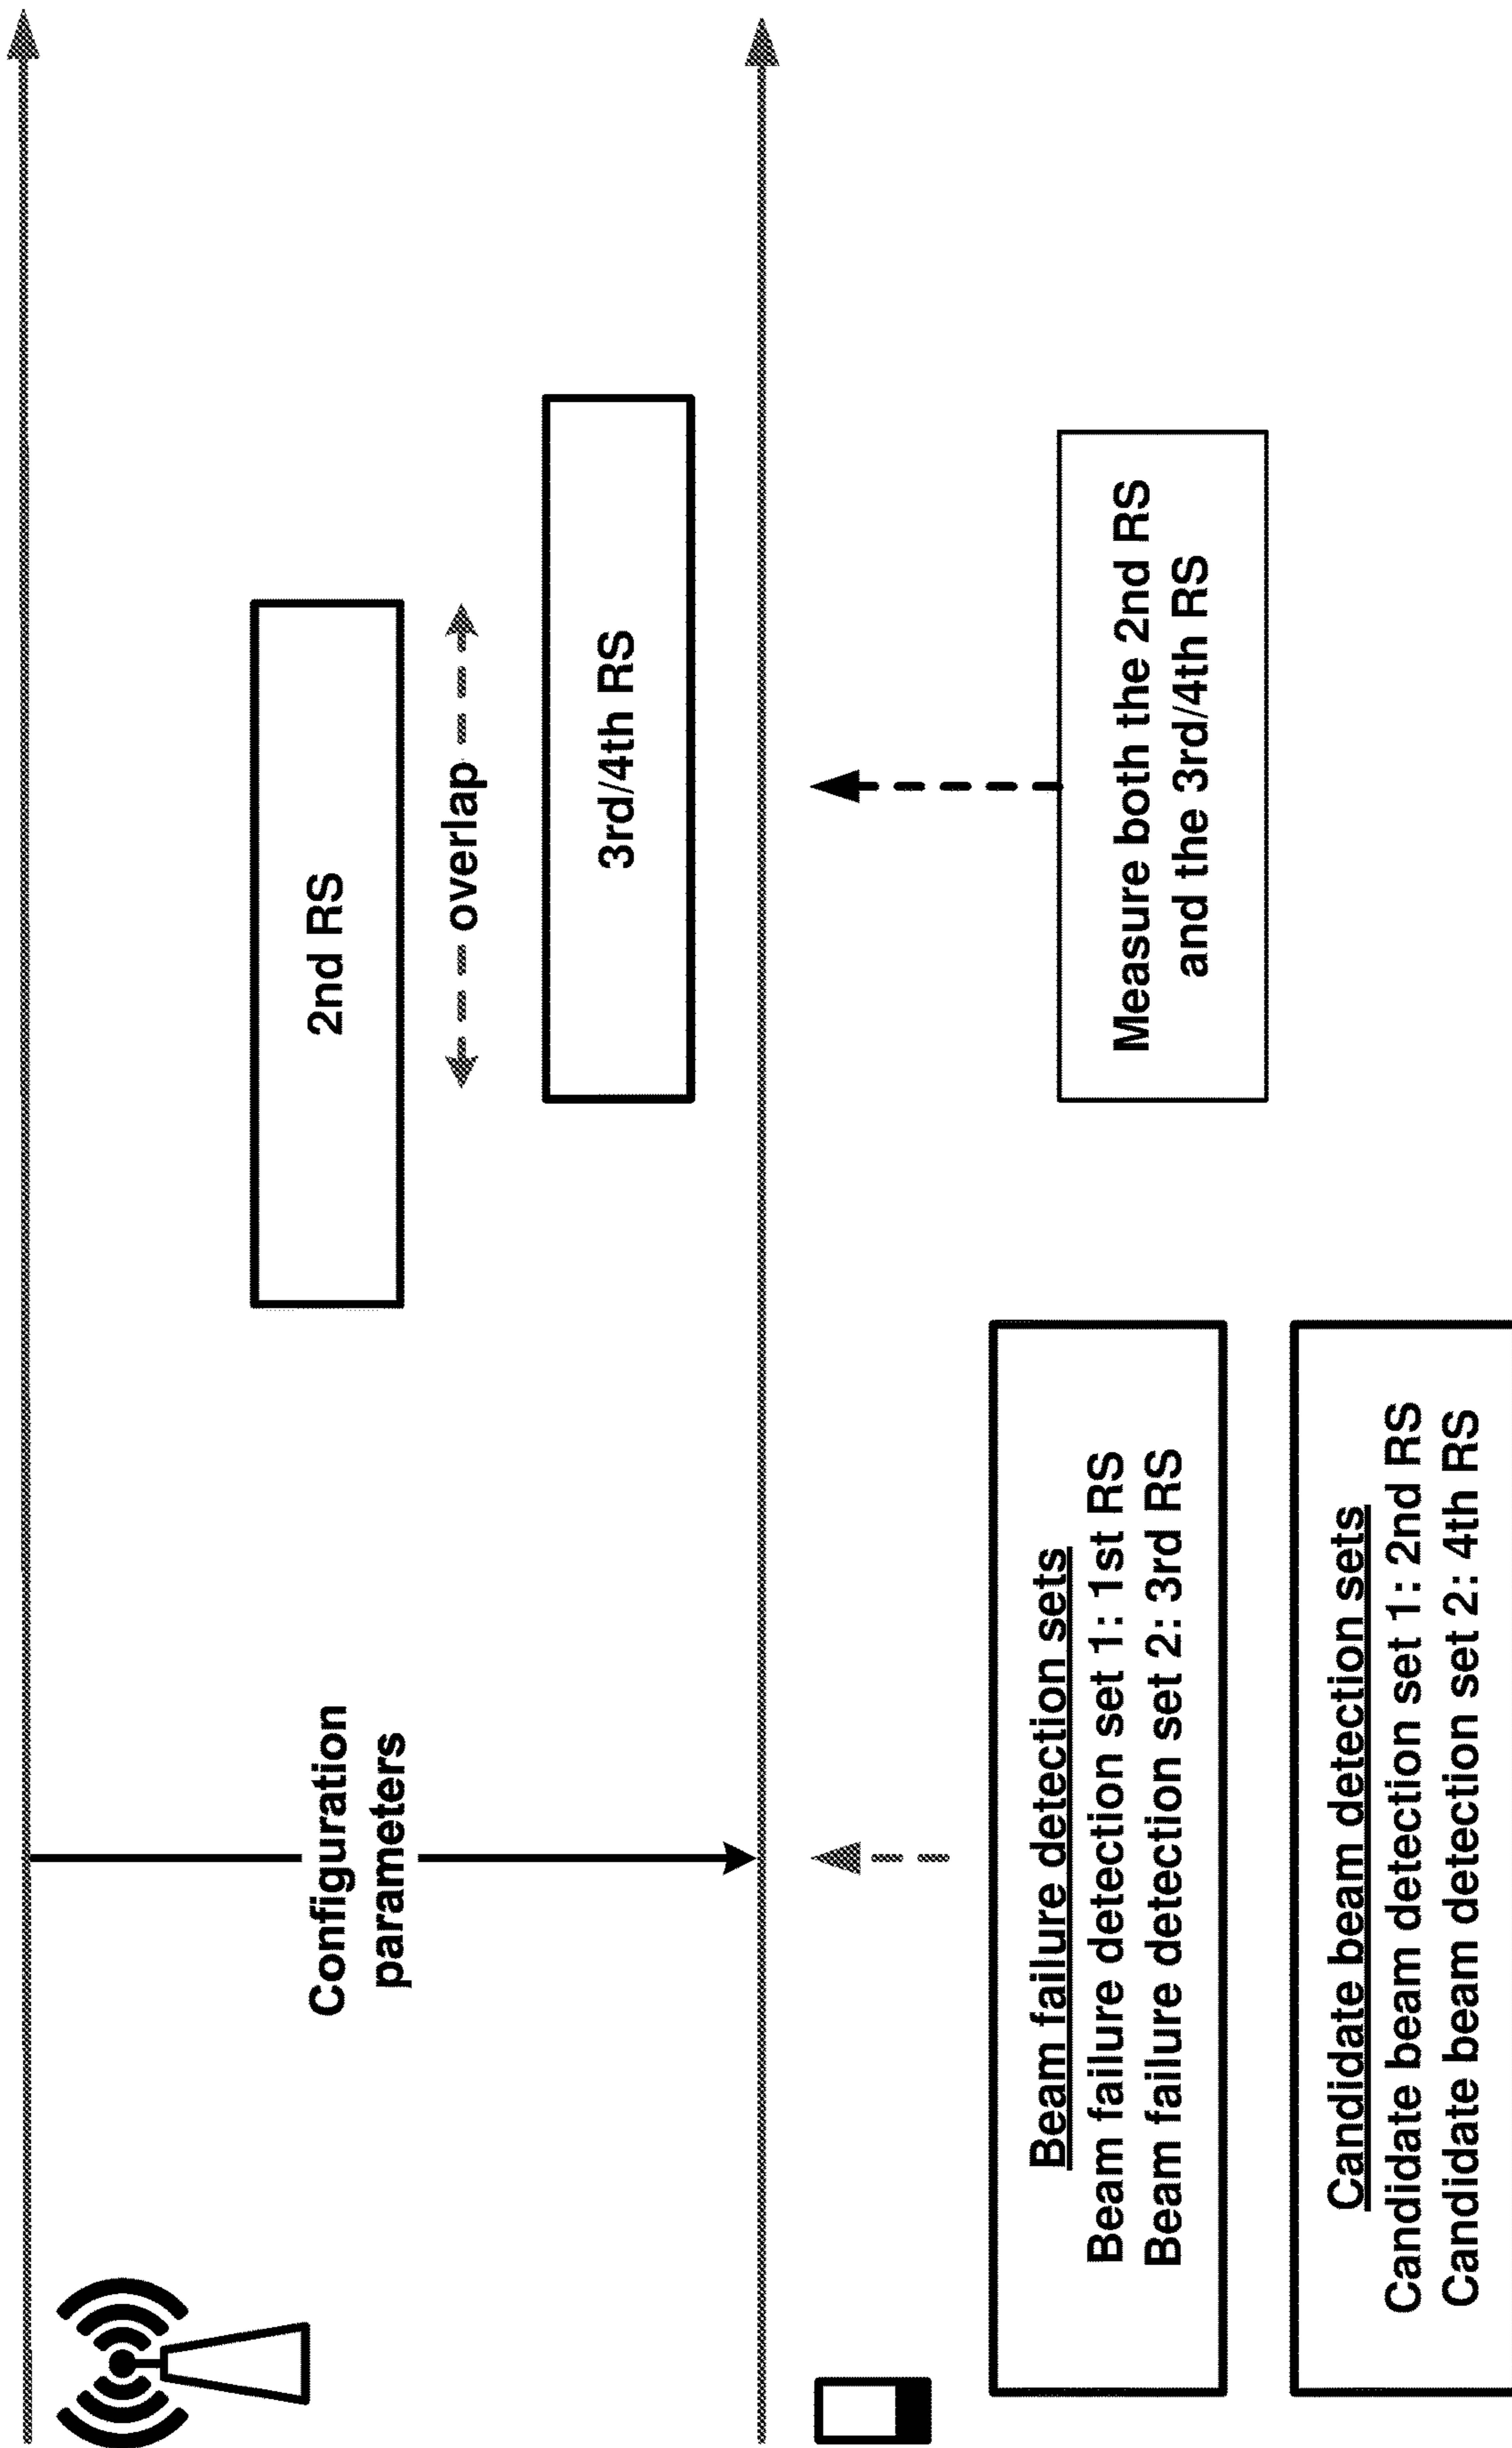 Configuration
parameters
2nd RS
overlap
3rd/4th RS
Beam failure detection sets
Beam failure detection set 1: 1st RS
Beam failure detection set 2: 3rd RS
Candidate beam detection sets
Candidate beam detection set 1: 2nd RS
Candidate beam detection set 2: 4th RS
Measure both the 2nd RS
and the 3rd/4th RS